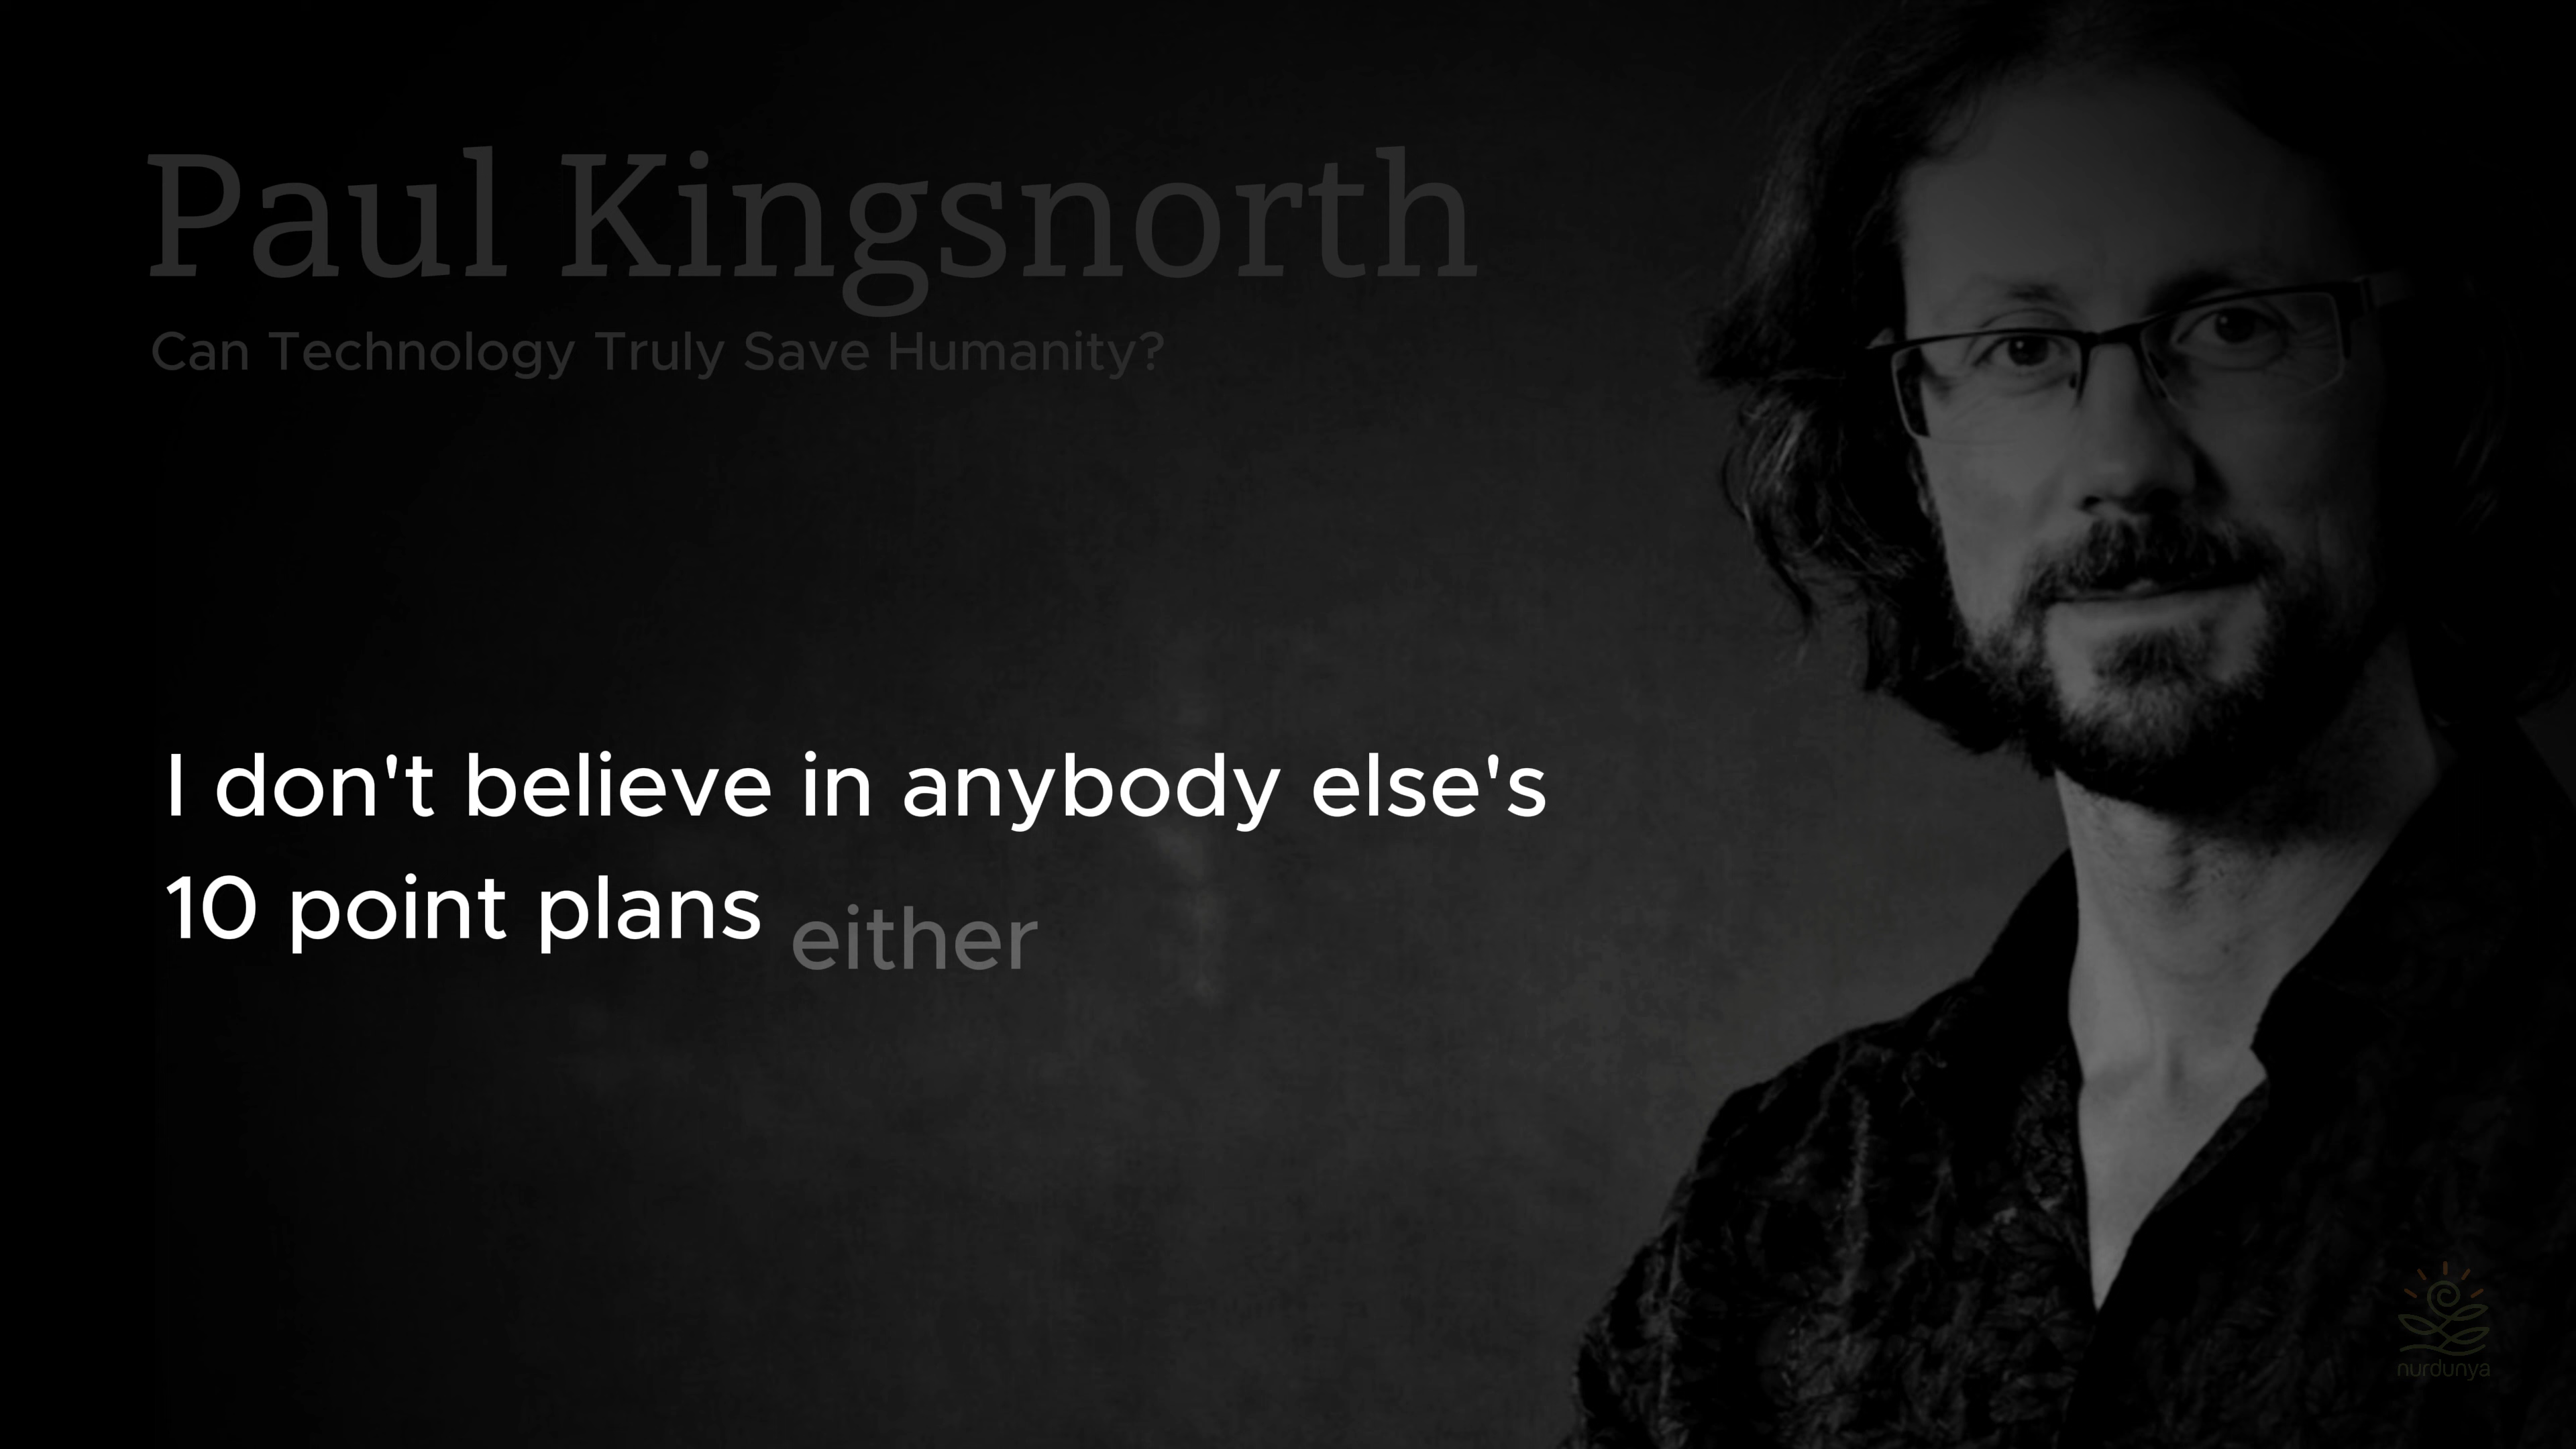 Paul Kingsnorth
Can Technology Truly Save Humanity?
I don't believe in anybody else's
10 point plans either
nurdunya